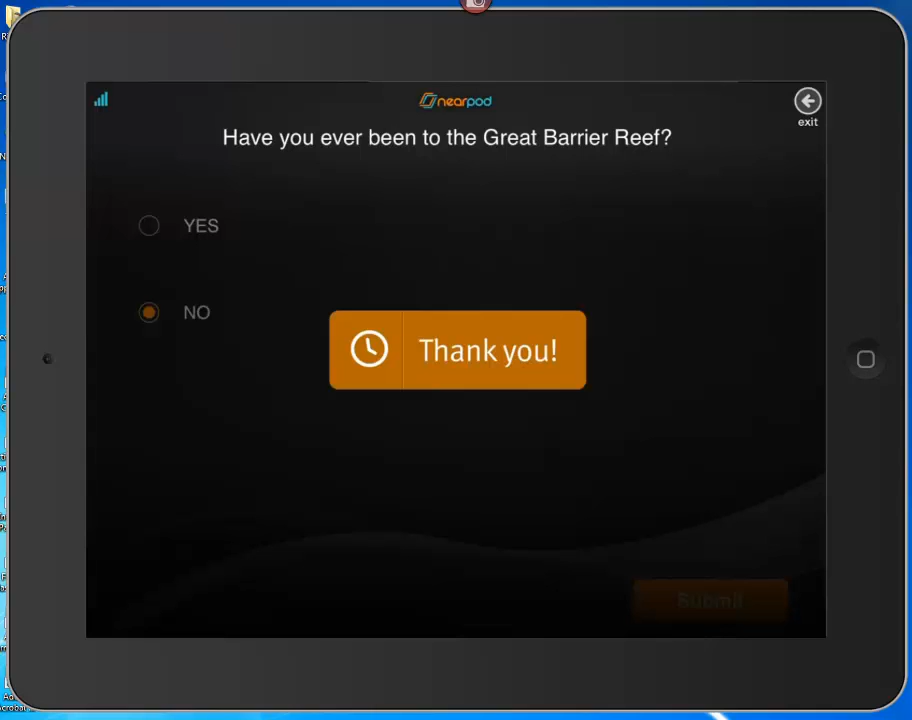 nearpod
exit
Have you ever been to the Great Barrier Reef?
YES
NO
Thank you!
Submit